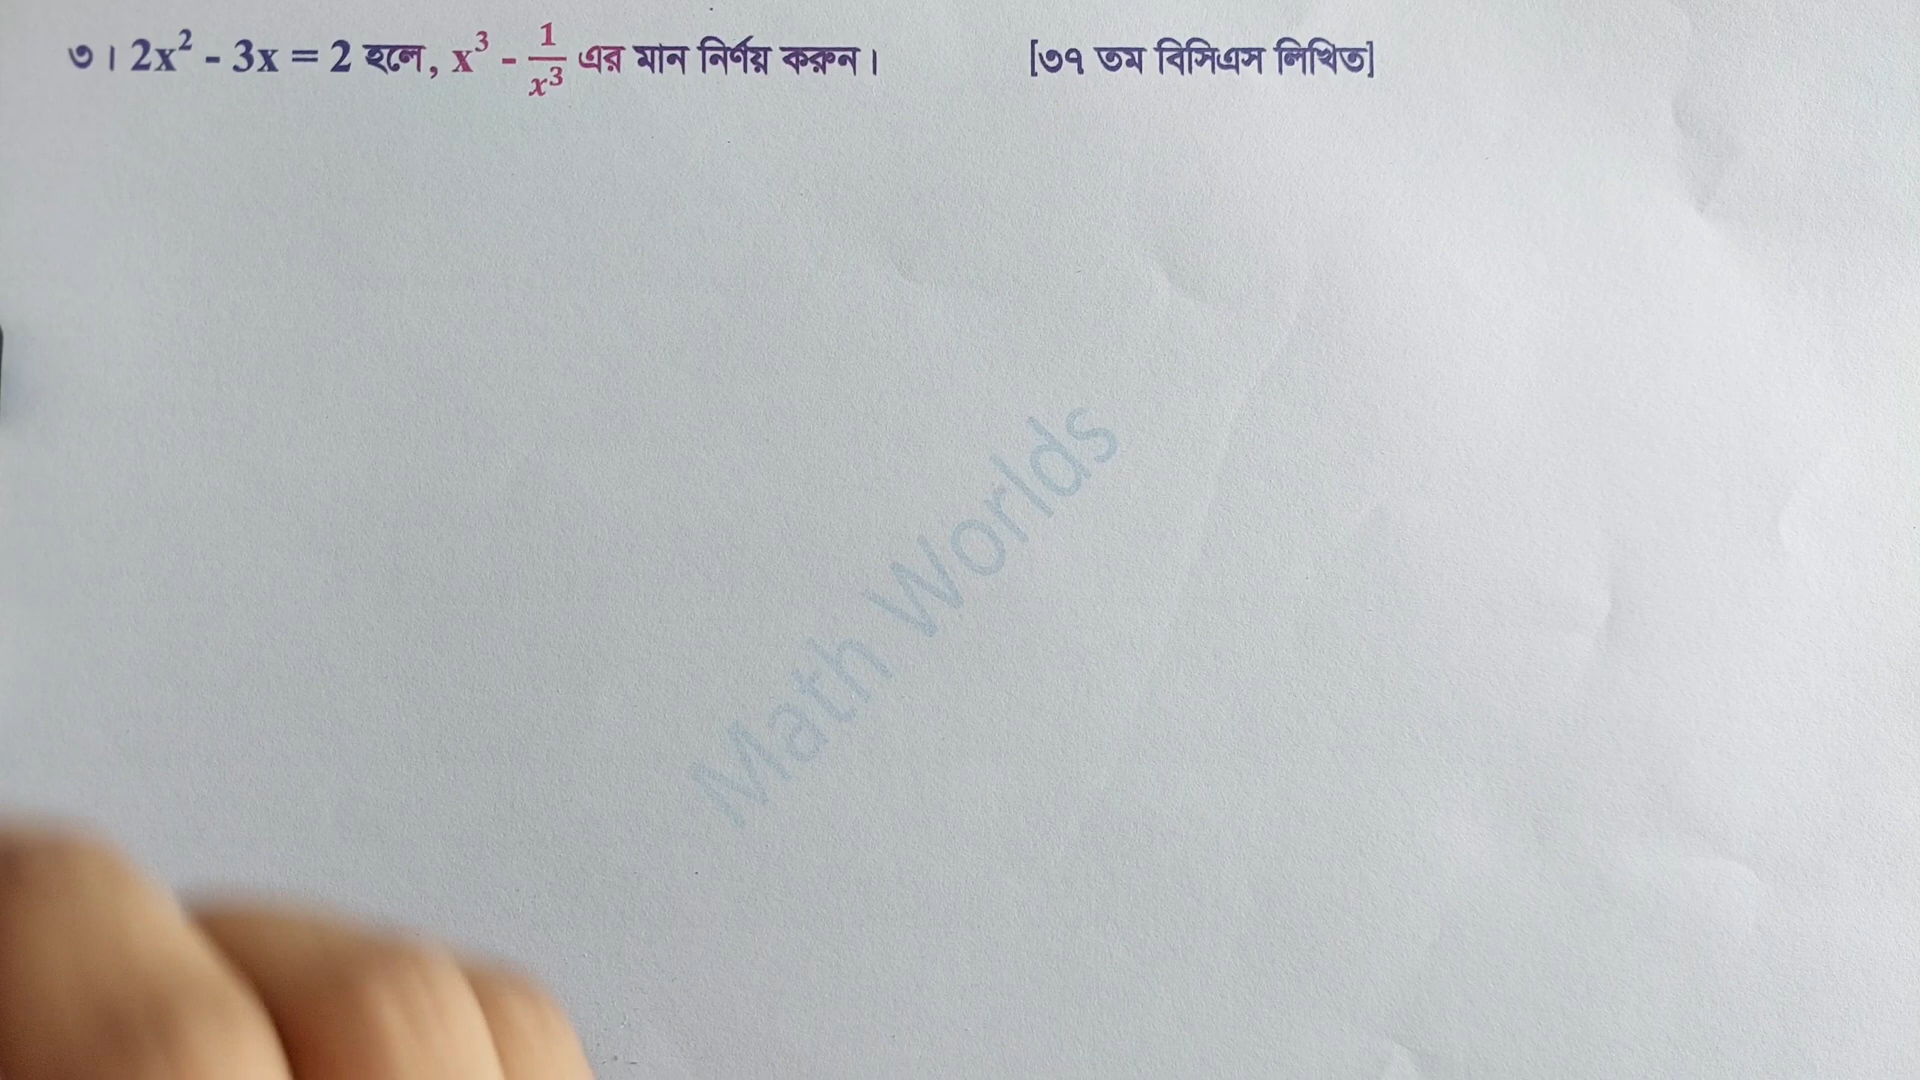 ৩। 2x² - 3x = 2 হলে, x³ - 1/x³ এর মান নির্ণয় করুন। [৩৭ তম বিসিএস লিখিত]
Math Worlds